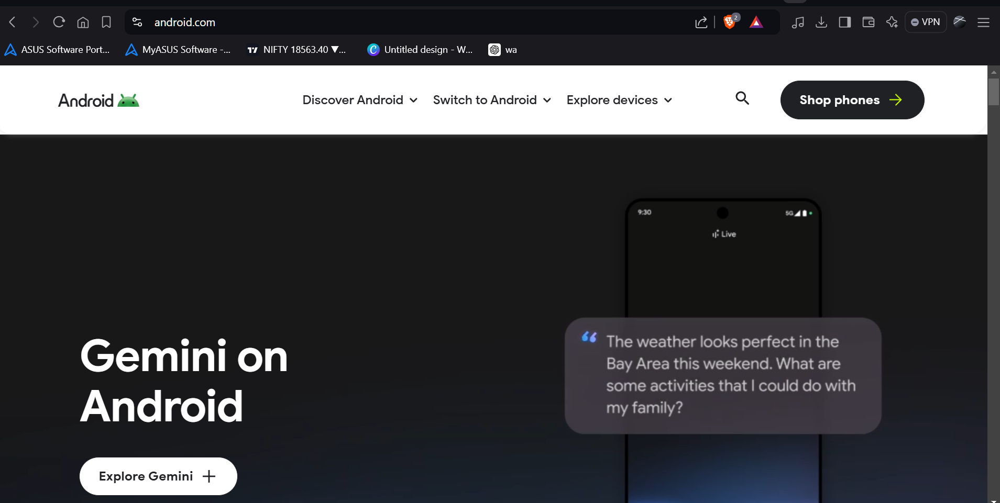 android.com
2
VPN
ASUS Software Port...
MyASUS Software -...
NIFTY 18563.40 ▼...
Untitled design - W...
wa
Android
Discover Android
Switch to Android
Explore devices
Shop phones
9:30
5G
Live
Gemini on
Android
“ The weather looks perfect in the
Bay Area this weekend. What are
some activities that I could do with
my family?
Explore Gemini